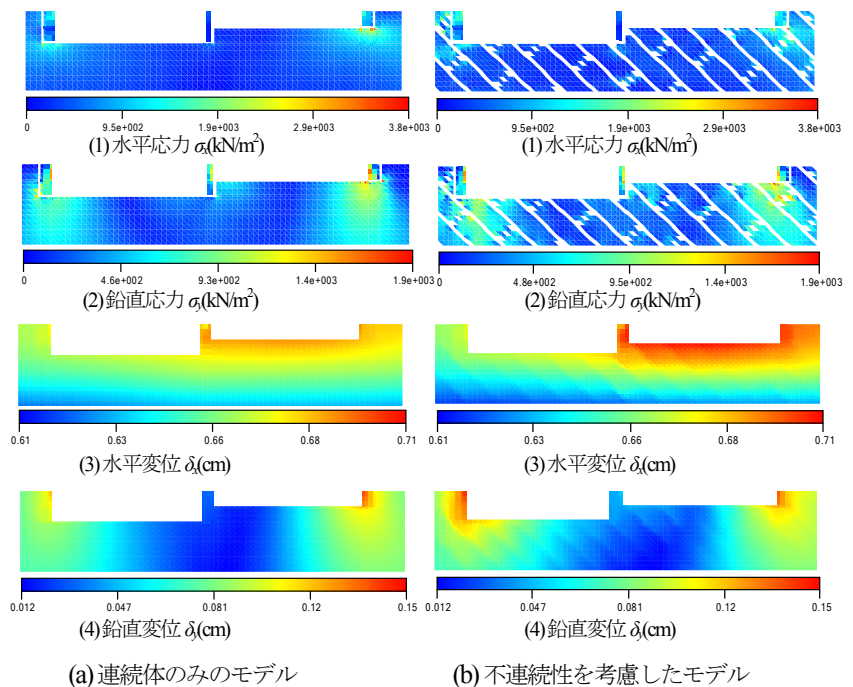 0 9.5e+002 1.9e+003 2.9e+003 3.8e+003
(1) 水平応力 σx(kN/m²)
0 9.5e+002 1.9e+003 2.9e+003 3.8e+003
(1) 水平応力 σx(kN/m²)
0 4.6e+002 9.3e+002 1.4e+003 1.9e+003
(2) 鉛直応力 σy(kN/m²)
0 4.8e+002 9.5e+002 1.4e+003 1.9e+003
(2) 鉛直応力 σy(kN/m²)
0.61 0.63 0.66 0.68 0.71
(3) 水平変位 δx(cm)
0.61 0.63 0.66 0.68 0.71
(3) 水平変位 δx(cm)
0.012 0.047 0.081 0.12 0.15
(4) 鉛直変位 δy(cm)
0.012 0.047 0.081 0.12 0.15
(4) 鉛直変位 δy(cm)
(a) 連続体のみのモデル
(b) 不連続性を考慮したモデル